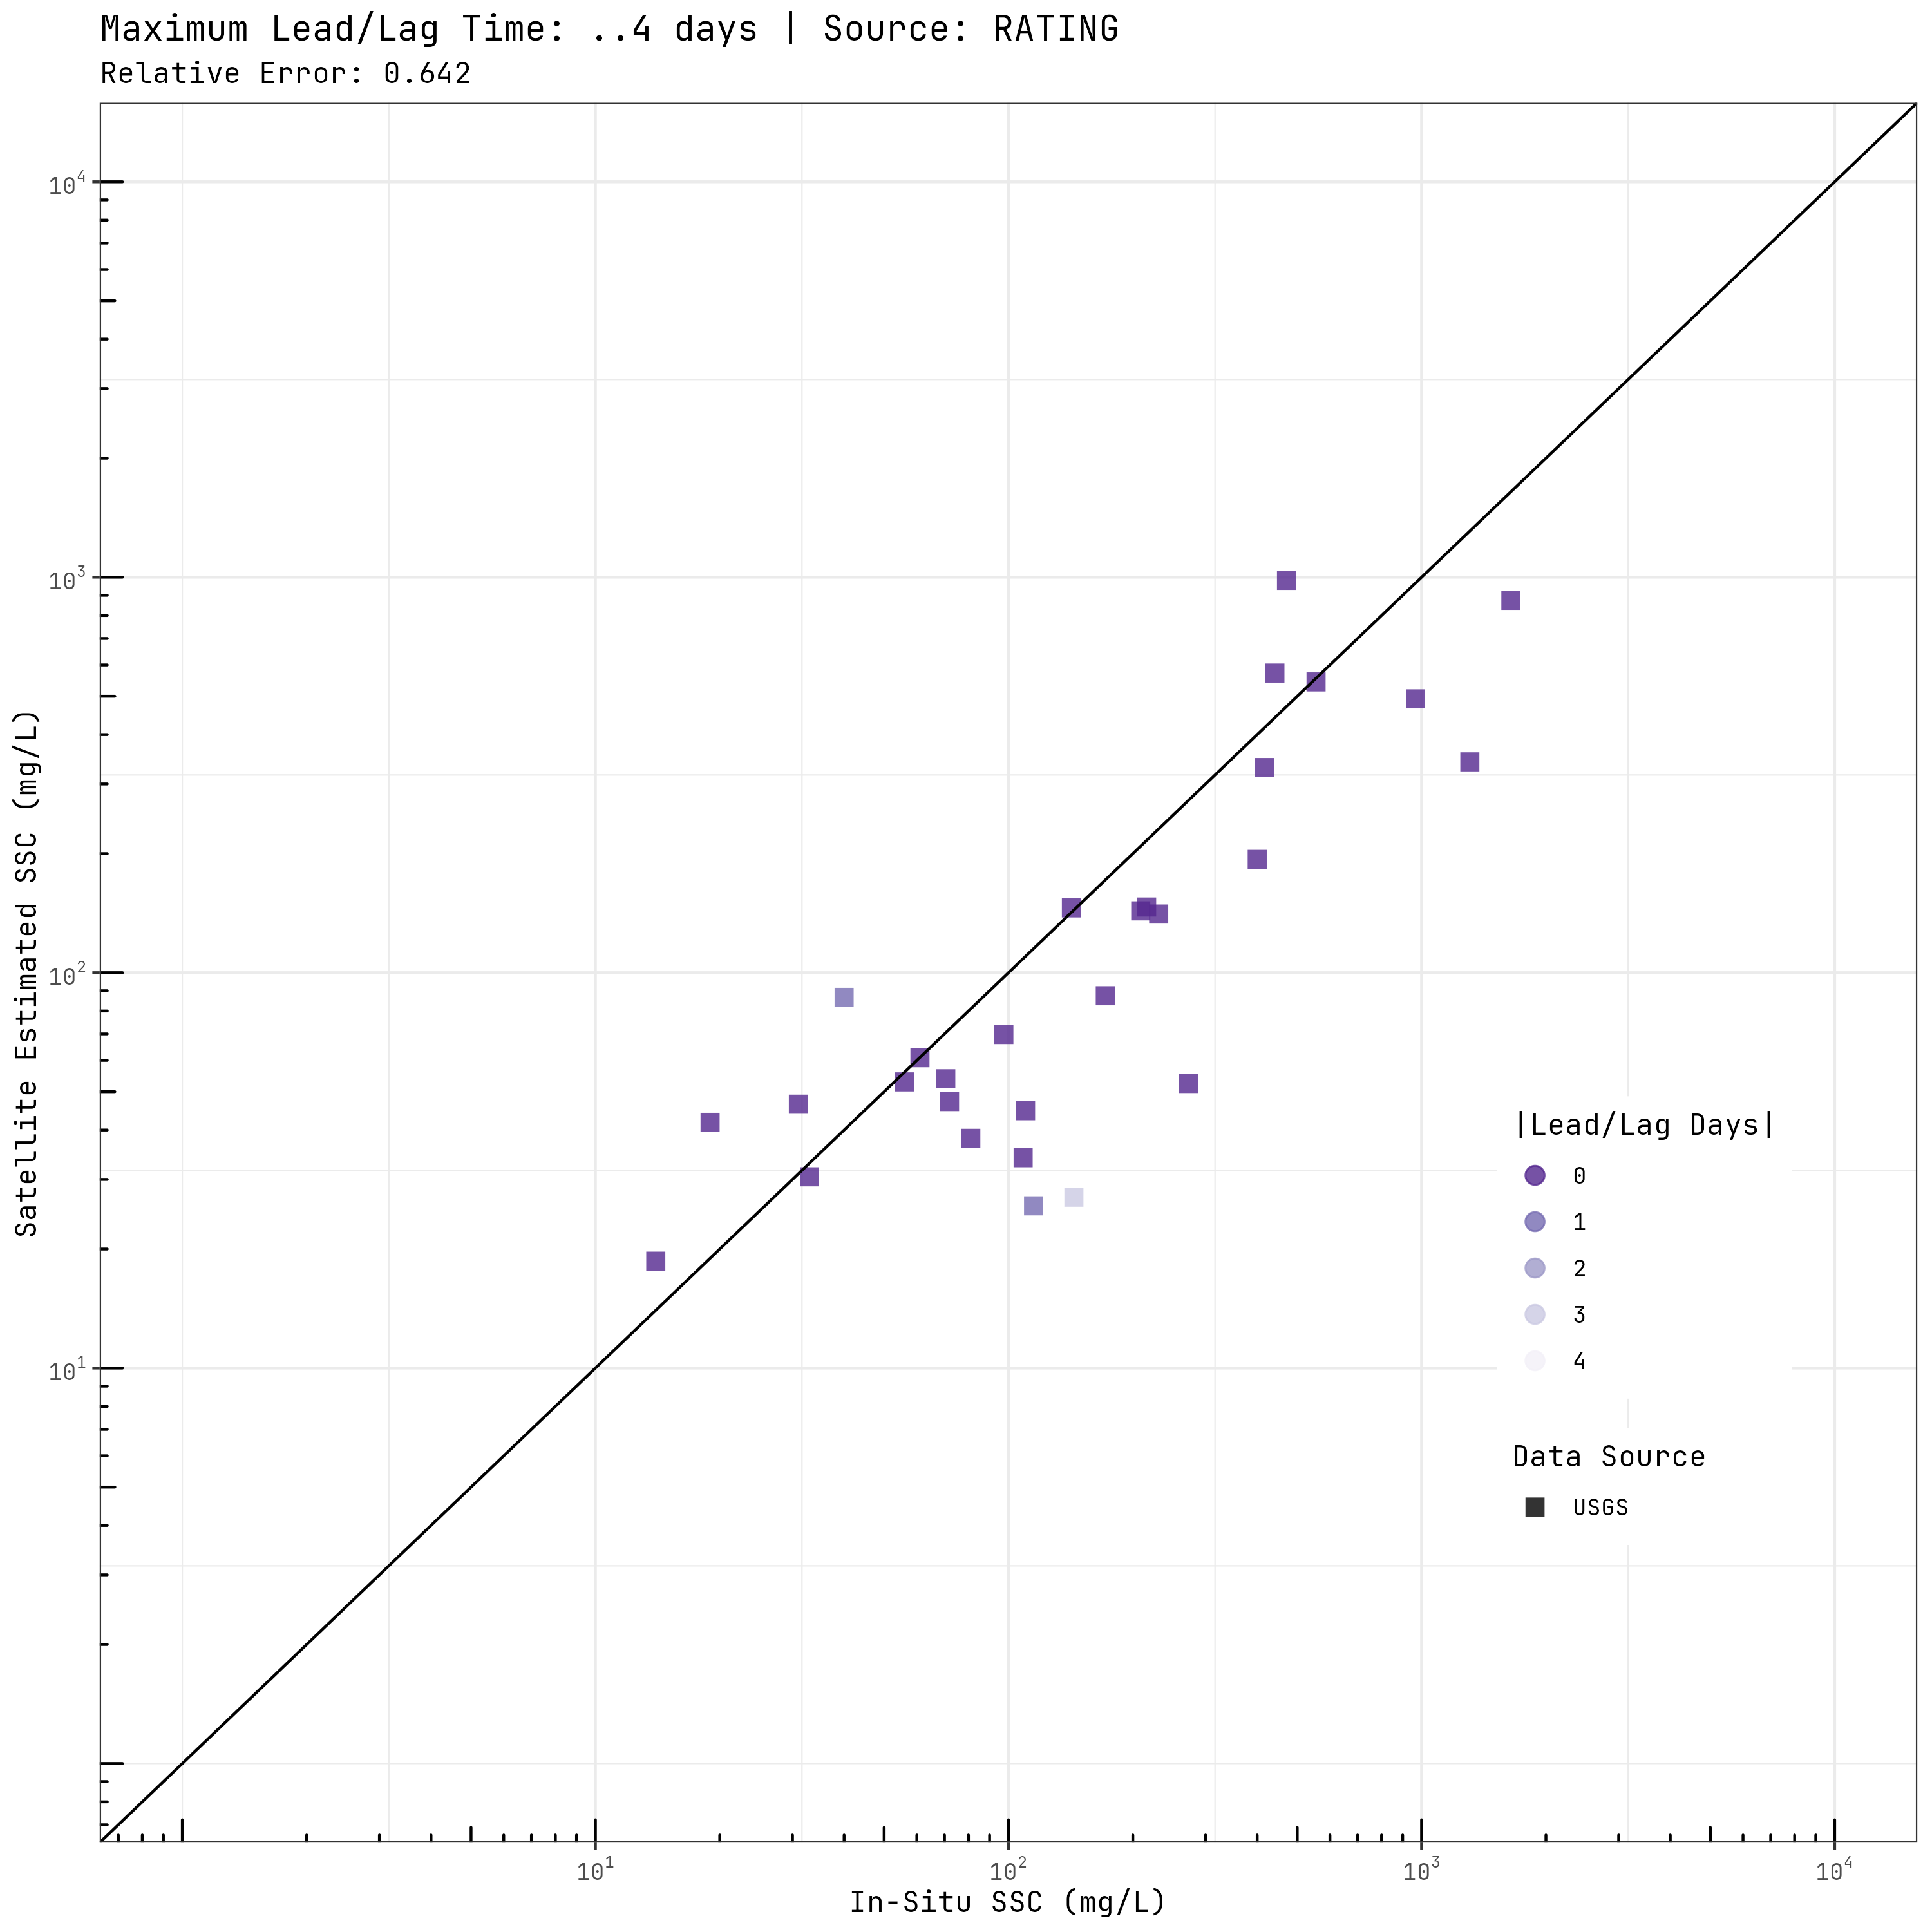 Maximum Lead/Lag Time: ..4 days | Source: RATING
Relative Error: 0.642
Satellite Estimated SSC (mg/L)
10⁴
10³
10²
10¹
|Lead/Lag Days|
0
1
2
3
4
Data Source
USGS
10¹ 10² 10³ 10⁴
In-Situ SSC (mg/L)